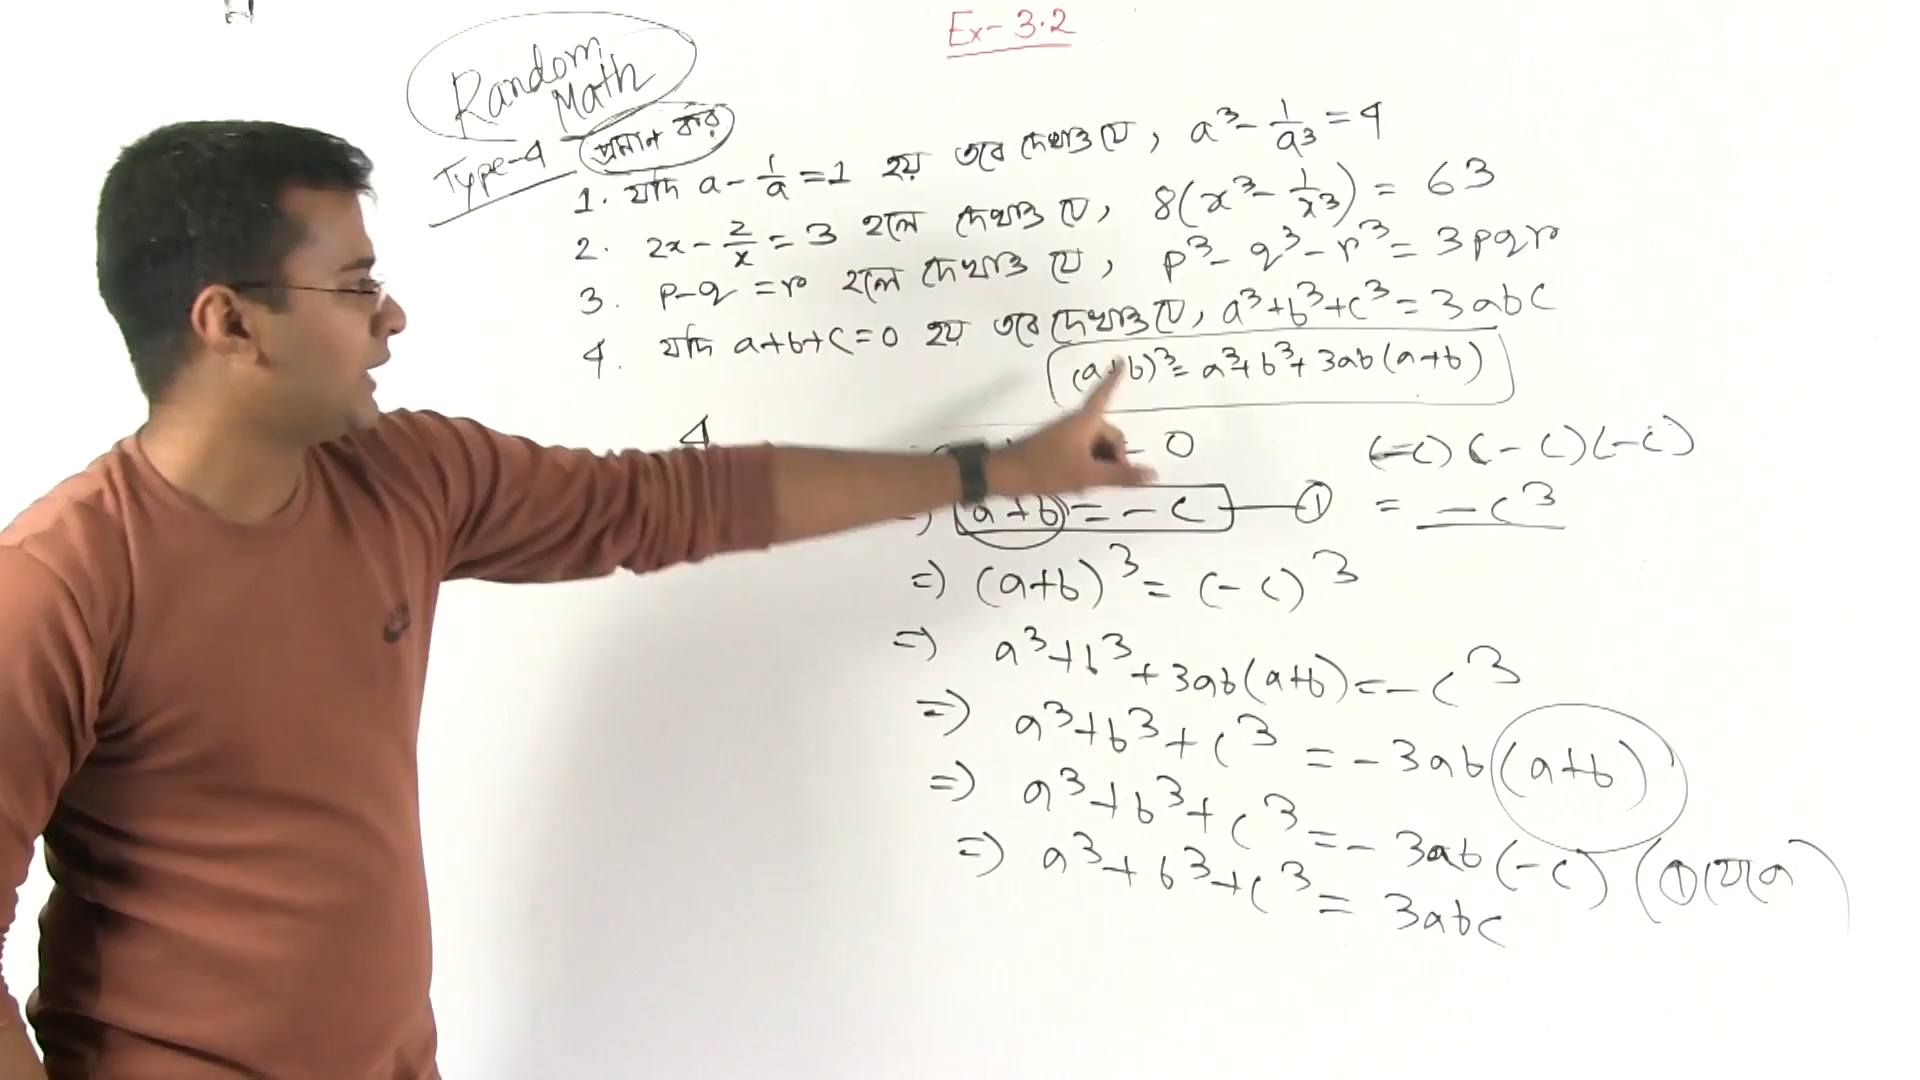 Ex-3.2
Random
Math
Type-4 প্রমাণ কর
1. যদি a - 1/a = 1 হয় তবে দেখাও যে, a³ - 1/a³ = 4
2. 2x - 2/x = 3 হলে দেখাও যে, 8(x³ - 1/x³) = 63
3. p-q = r হলে দেখাও যে, p³ - q³ - r³ = 3pqr
4. যদি a+b+c=0 হয় তবে দেখাও যে, a³+b³+c³ = 3abc
(a+b)³ = a³+b³+3ab(a+b)
4
0
(-c)(-c)(-c)
(a+b) = -c — ①
= -c³
=> (a+b)³ = (-c)³
=> a³+b³+3ab(a+b) = -c³
=> a³+b³+c³ = -3ab(a+b)
=> a³+b³+c³ = -3ab(-c) (① থেকে)
=> a³+b³+c³ = 3abc